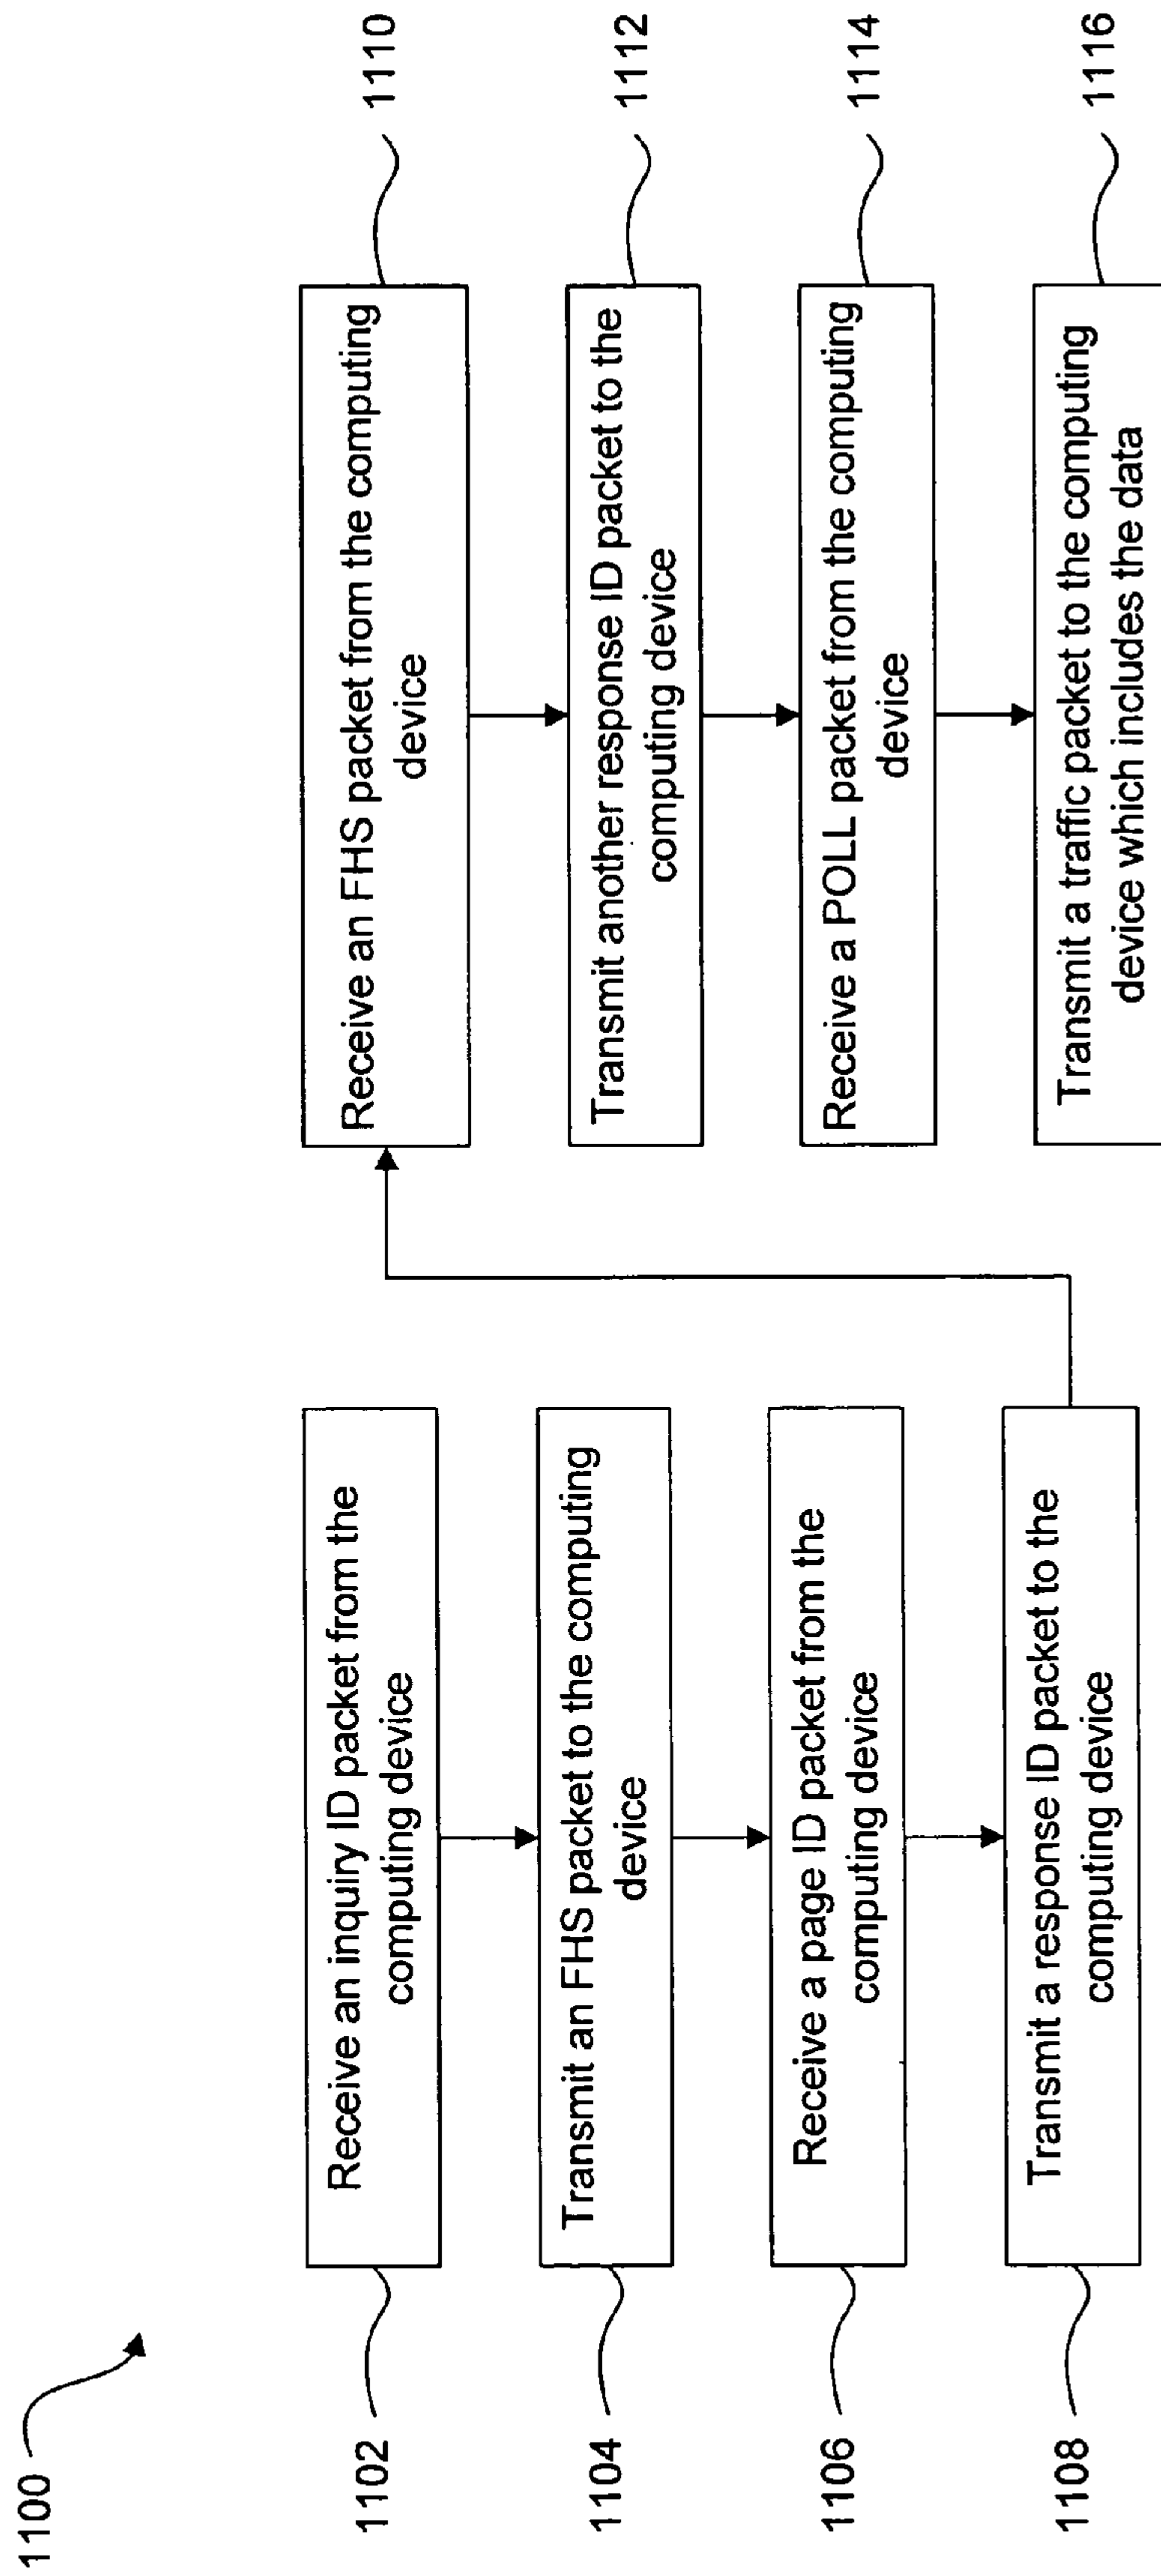 1100
1102
Receive an inquiry ID packet from the
computing device
1104
Transmit an FHS packet to the computing
device
1106
Receive a page ID packet from the
computing device
1108
Transmit a response ID packet to the
computing device
Receive an FHS packet from the computing
device
1110
Transmit another response ID packet to the
computing device
1112
Receive a POLL packet from the computing
device
1114
Transmit a traffic packet to the computing
device which includes the data
1116